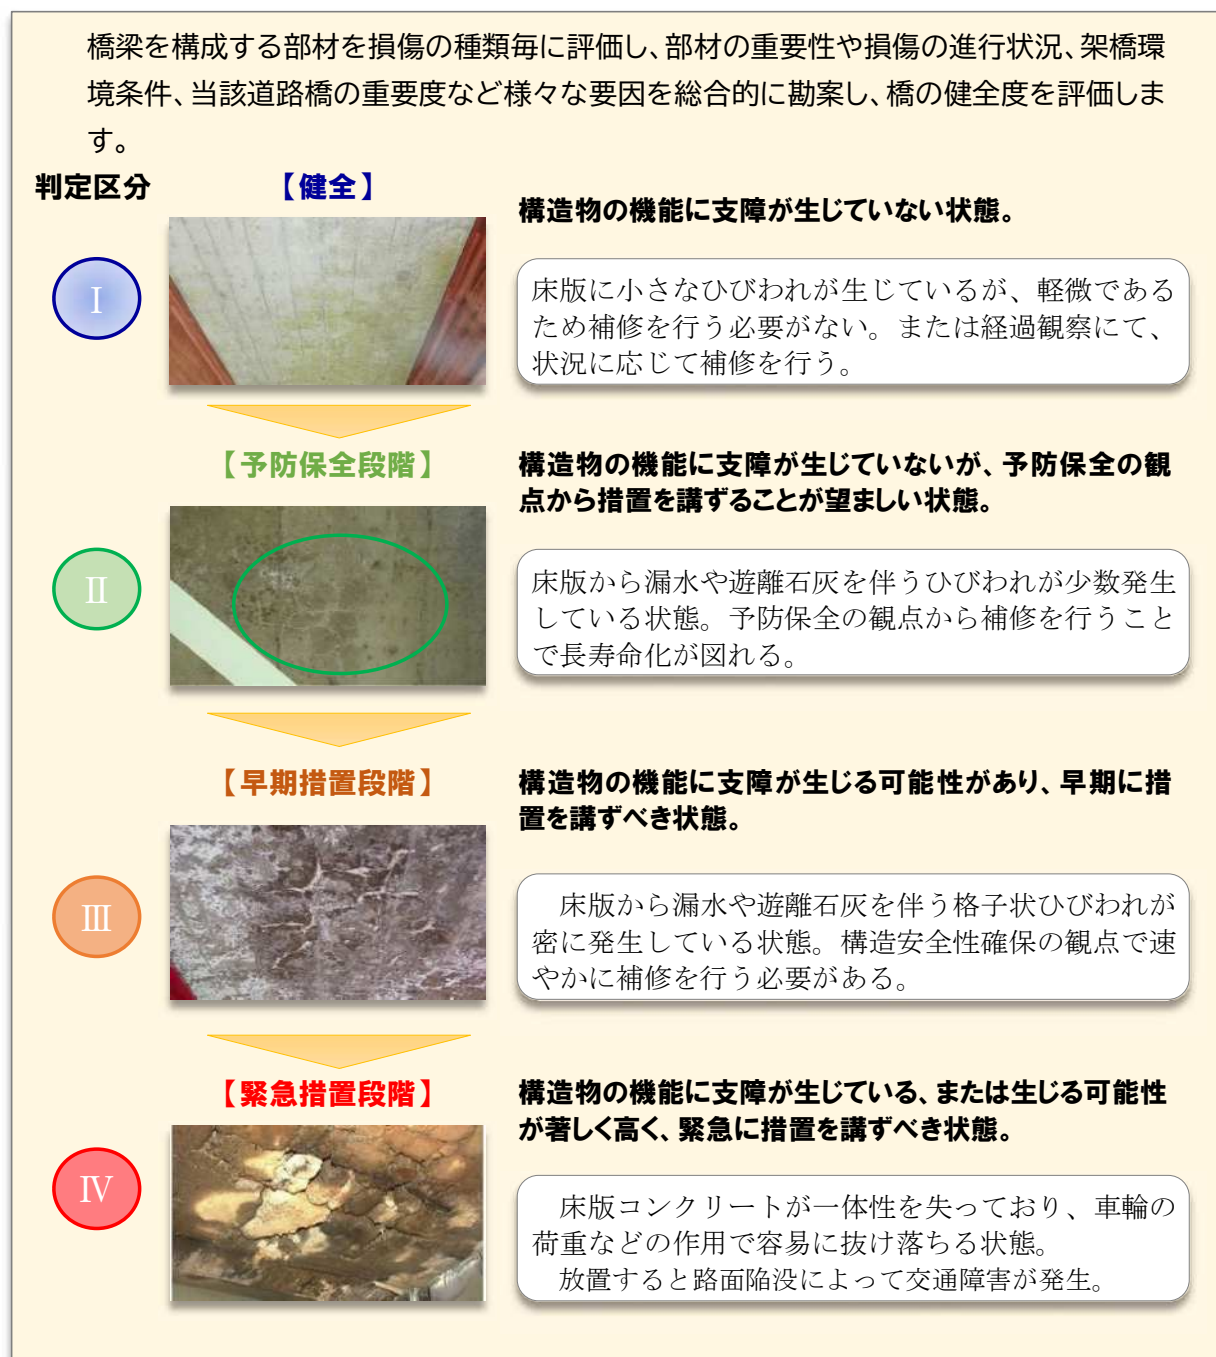 橋梁を構成する部材を損傷の種類毎に評価し、部材の重要性や損傷の進行状況、架橋環
境条件、当該道路橋の重要度など様々な要因を総合的に勘案し、橋の健全度を評価しま
す。
判定区分
【健全】
構造物の機能に支障が生じていない状態。
Ⅰ
床版に小さなひびわれが生じているが、軽微である
ため補修を行う必要がない。または経過観察にて、
状況に応じて補修を行う。
【予防保全段階】
構造物の機能に支障が生じていないが、予防保全の観
点から措置を講ずることが望ましい状態。
Ⅱ
床版から漏水や遊離石灰を伴うひびわれが少数発生
している状態。予防保全の観点から補修を行うこと
で長寿命化が図れる。
【早期措置段階】
構造物の機能に支障が生じる可能性があり、早期に措
置を講ずべき状態。
Ⅲ
床版から漏水や遊離石灰を伴う格子状ひびわれが
密に発生している状態。構造安全性確保の観点で速
やかに補修を行う必要がある。
【緊急措置段階】
構造物の機能に支障が生じている、または生じる可能性
が著しく高く、緊急に措置を講ずべき状態。
Ⅳ
床版コンクリートが一体性を失っており、車輪の
荷重などの作用で容易に抜け落ちる状態。
放置すると路面陥没によって交通障害が発生。